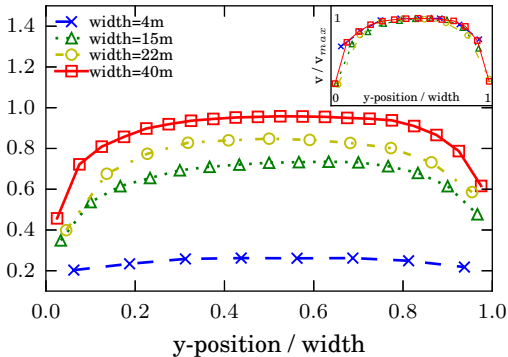 1.4
1.2
1.0
0.8
0.6
0.4
0.2
0.0 0.2 0.4 0.6 0.8 1.0
y-position / width
width=4m
width=15m
width=22m
width=40m
v / v_max
1
0 1
y-position / width